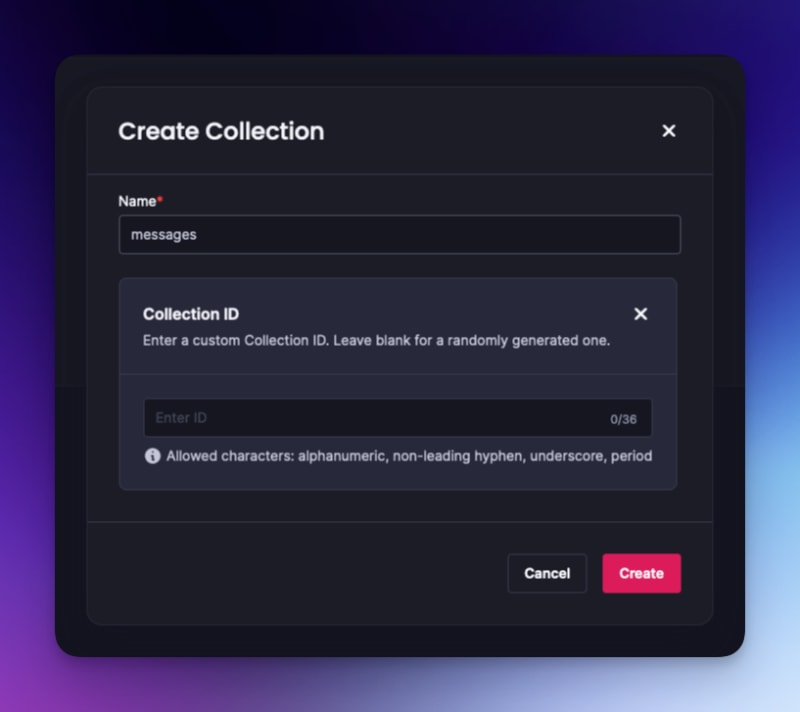 Create Collection
Name*
messages
Collection ID
Enter a custom Collection ID. Leave blank for a randomly generated one.
Enter ID
0/36
Allowed characters: alphanumeric, non-leading hyphen, underscore, period
Cancel
Create